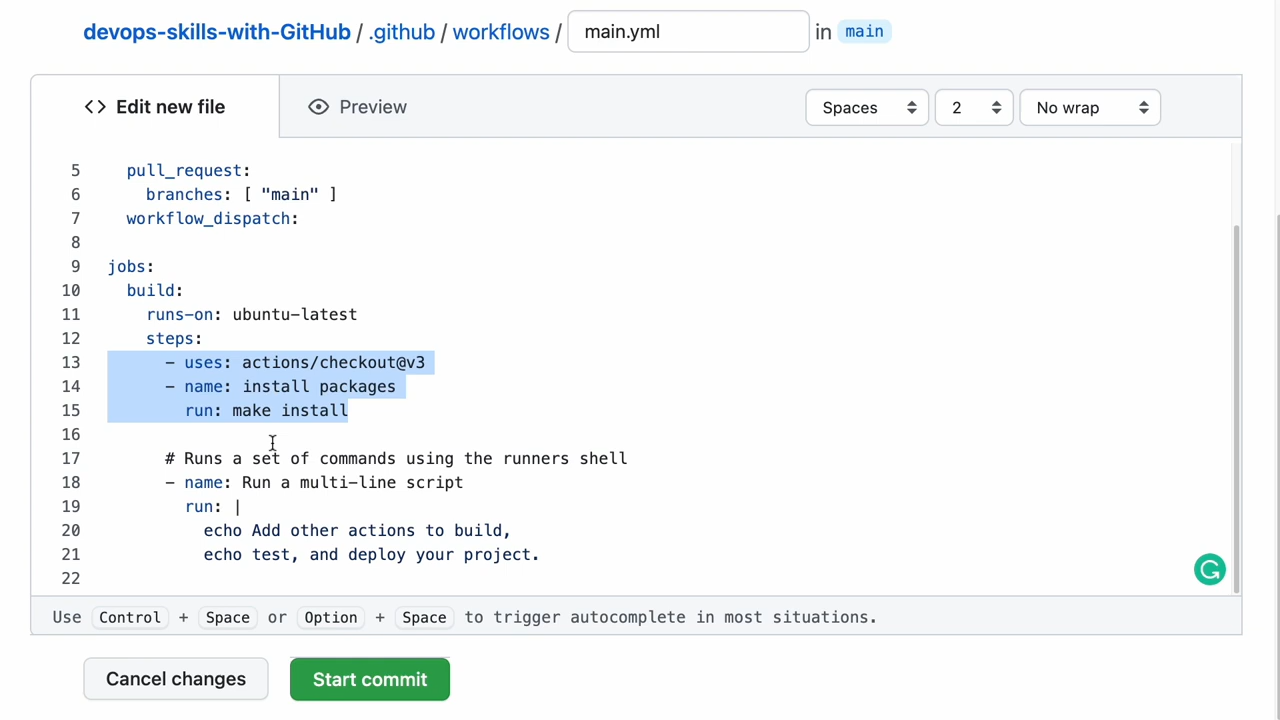 devops-skills-with-GitHub / .github / workflows / main.yml in main
<> Edit new file Preview Spaces 2 No wrap
5 pull_request:
6 branches: [ "main" ]
7 workflow_dispatch:
8
9 jobs:
10 build:
11 runs-on: ubuntu-latest
12 steps:
13 - uses: actions/checkout@v3
14 - name: install packages
15 run: make install
16
17 # Runs a set of commands using the runners shell
18 - name: Run a multi-line script
19 run: |
20 echo Add other actions to build,
21 echo test, and deploy your project.
22
Use Control + Space or Option + Space to trigger autocomplete in most situations.
Cancel changes Start commit